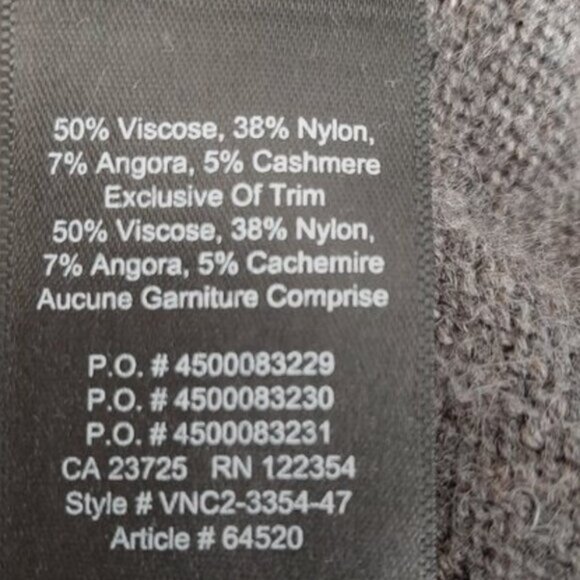 50% Viscose, 38% Nylon,
7% Angora, 5% Cashmere
Exclusive Of Trim
50% Viscose, 38% Nylon,
7% Angora, 5% Cachemire
Aucune Garniture Comprise
P.O. # 4500083229
P.O. # 4500083230
P.O. # 4500083231
CA 23725 RN 122354
Style # VNC2-3354-47
Article # 64520